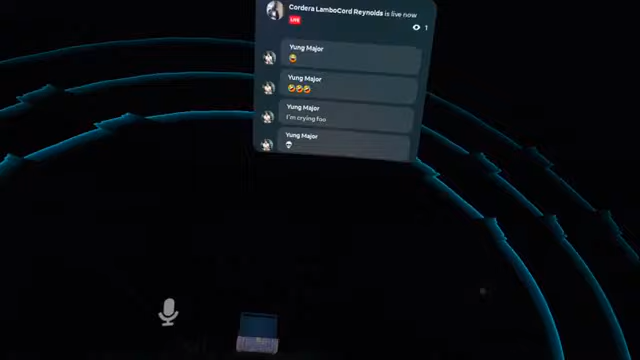 Cordera LamboCord Reynolds is live now
LIVE
1
Yung Major
😆
Yung Major
🤣🤣🤣
Yung Major
I'm crying foo
Yung Major
💀